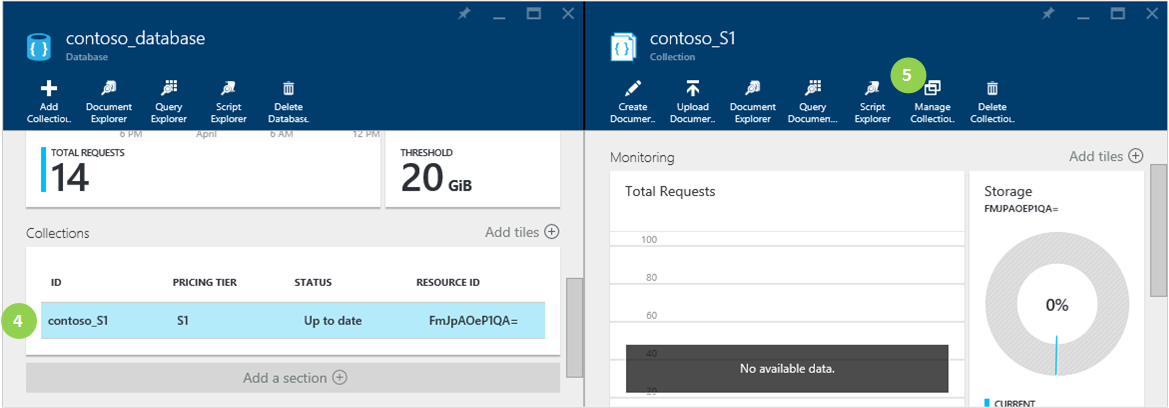 contoso_database
Database
Add Collectio..
Document Explorer
Query Explorer
Script Explorer
Delete Databas..
6 PM April 6 AM 12 PM
TOTAL REQUESTS
14
THRESHOLD
20 GiB
Collections
Add tiles
ID PRICING TIER STATUS RESOURCE ID
4 contoso_S1 S1 Up to date FmJpAOeP1QA=
Add a section
contoso_S1
Collection
5
Create Documen..
Upload Documen..
Document Explorer
Query Documen...
Script Explorer
Manage Collectio..
Delete Collectio..
Monitoring
Add tiles
Total Requests
100
80
60
40
20
No available data.
Storage
FMJPAOEP1QA=
0%
CURRENT